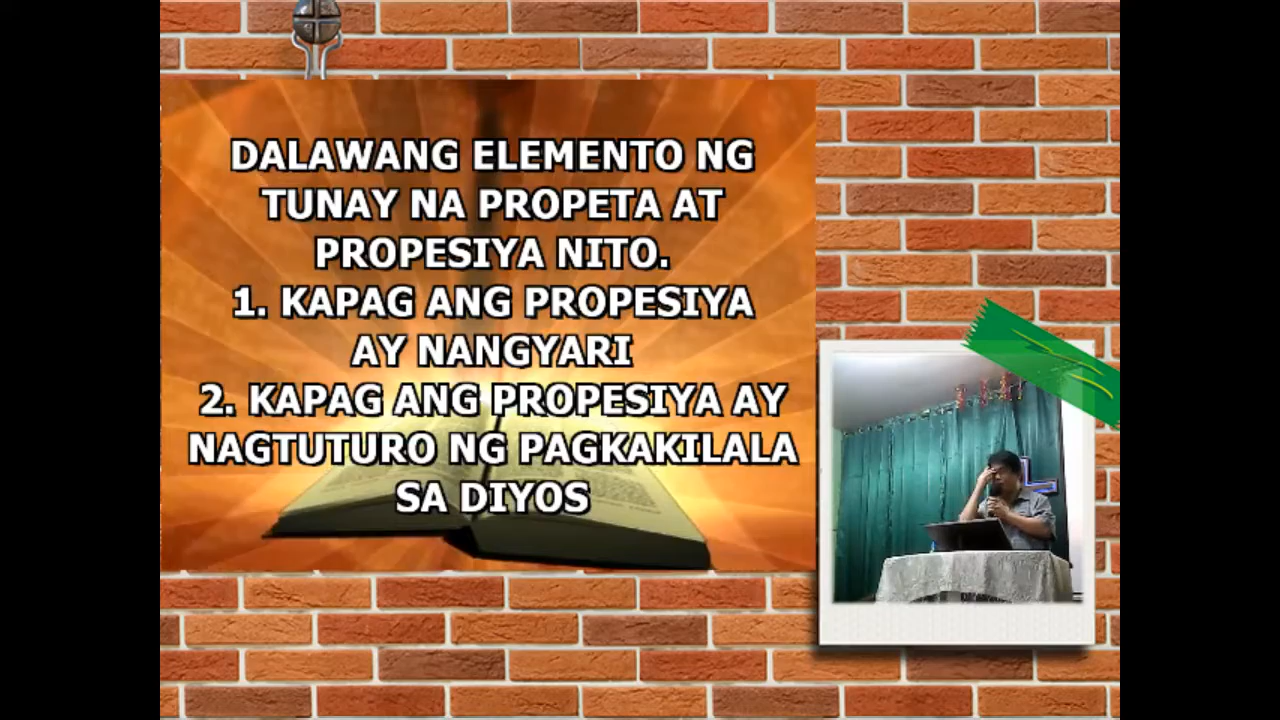 DALAWANG ELEMENTO NG
TUNAY NA PROPETA AT
PROPESIYA NITO.
1. KAPAG ANG PROPESIYA
AY NANGYARI
2. KAPAG ANG PROPESIYA AY
NAGTUTURO NG PAGKAKILALA
SA DIYOS